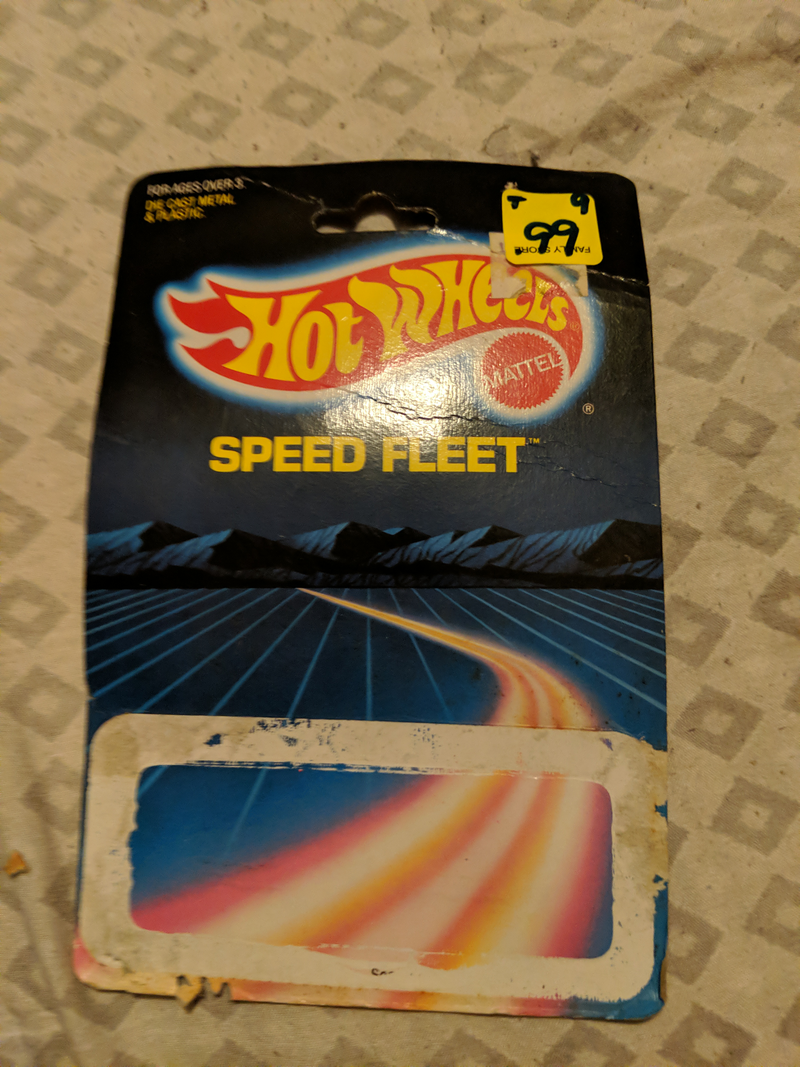 FOR AGES OVER 3.
DIE CAST METAL
& PLASTIC.
.99
HOT WHEELS
MATTEL
®
SPEED FLEET™